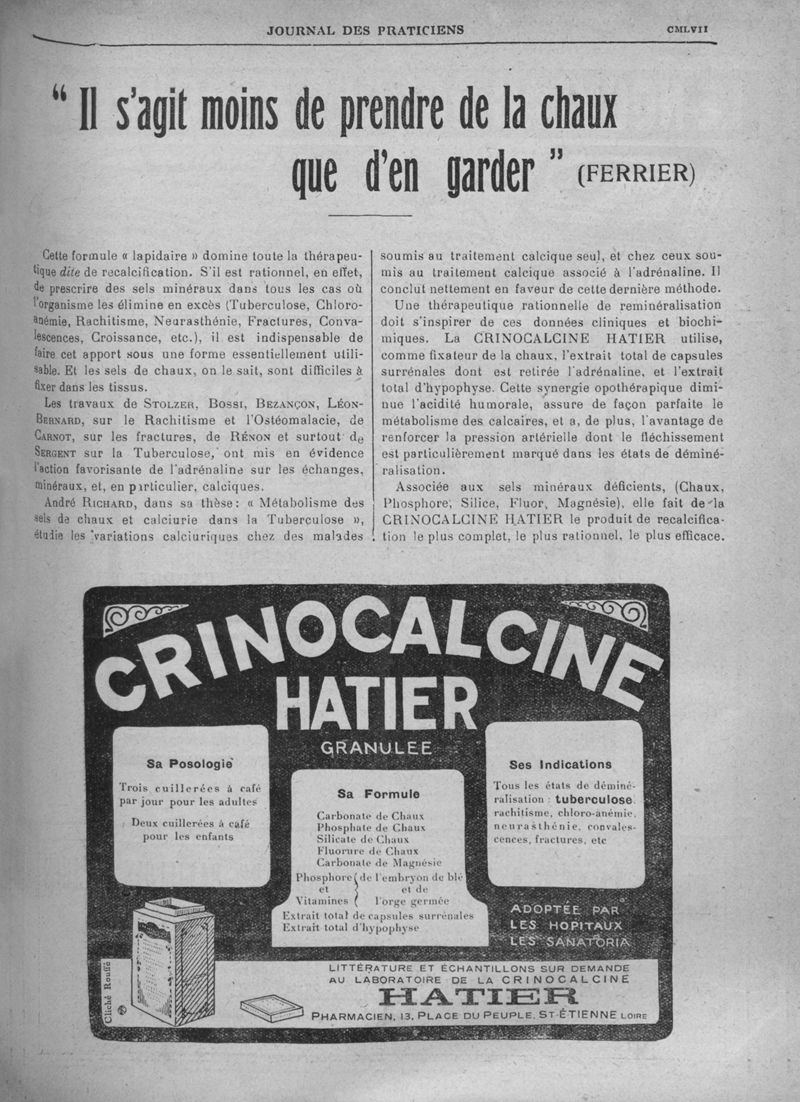 JOURNAL DES PRATICIENS
CMLVII
“ Il s'agit moins de prendre de la chaux
que d'en garder ” (FERRIER)
Cette formule « lapidaire » domine toute la thérapeu-
tique dite de recalcification. S'il est rationnel, en effet,
de prescrire des sels minéraux dans tous les cas où
l'organisme les élimine en excès (Tuberculose, Chloro-
anémie, Rachitisme, Neurasthénie, Fractures, Conva-
lescences, Croissance, etc.), il est indispensable de
faire cet apport sous une forme essentiellement utili-
sable. Et les sels de chaux, on le sait, sont difficiles à
fixer dans les tissus.
Les travaux de STOLZER, BOSSI, BEZANÇON, LÉON-
BERNARD, sur le Rachitisme et l'Ostéomalacie, de
CARNOT, sur les fractures, de RÉNON et surtout de
SERGENT sur la Tuberculose, ont mis en évidence
l'action favorisante de l'adrénaline sur les échanges,
minéraux, et, en particulier, calciques.
André RICHARD, dans sa thèse : « Métabolisme des
sels de chaux et calciurie dans la Tuberculose »,
étudie les variations calciuriques chez des malades
soumis au traitement calcique seul, et chez ceux sou-
mis au traitement calcique associé à l'adrénaline. Il
conclut nettement en faveur de cette dernière méthode.
Une thérapeutique rationnelle de reminéralisation
doit s'inspirer de ces données cliniques et biochi-
miques. La CRINOCALCINE HATIER utilise,
comme fixateur de la chaux, l'extrait total de capsules
surrénales dont est retirée l'adrénaline, et l'extrait
total d'hypophyse. Cette synergie opothérapique dimi-
nue l'acidité humorale, assure de façon parfaite le
métabolisme des calcaires, et a, de plus, l'avantage de
renforcer la pression artérielle dont le fléchissement
est particulièrement marqué dans les états de déminé-
ralisation.
Associée aux sels minéraux déficients, (Chaux,
Phosphore, Silice, Fluor, Magnésie), elle fait de la
CRINOCALCINE HATIER le produit de recalcifica-
tion le plus complet, le plus rationnel, le plus efficace.
CRINOCALCINE
HATIER
GRANULEE
Sa Posologie
Trois cuillerées à café
par jour pour les adultes
Deux cuillerées à café
pour les enfants
Sa Formule
Carbonate de Chaux
Phosphate de Chaux
Silicate de Chaux
Fluorure de Chaux
Carbonate de Magnésie
Phosphore ( de l'embryon de blé
et } et de
Vitamines ( l'orge germée
Extrait total de capsules surrénales
Extrait total d'hypophyse
Ses Indications
Tous les états de déminé-
ralisation : tuberculose.
rachitisme, chloro-anémie,
neurasthénie, convales-
cences, fractures, etc
ADOPTÉE PAR
LES HOPITAUX
LES SANATORIA
Cliché Rouffé
LITTÉRATURE ET ÉCHANTILLONS SUR DEMANDE
AU LABORATOIRE DE LA CRINOCALCINE
HATIER
PHARMACIEN, 13, PLACE DU PEUPLE, ST-ÉTIENNE LOIRE